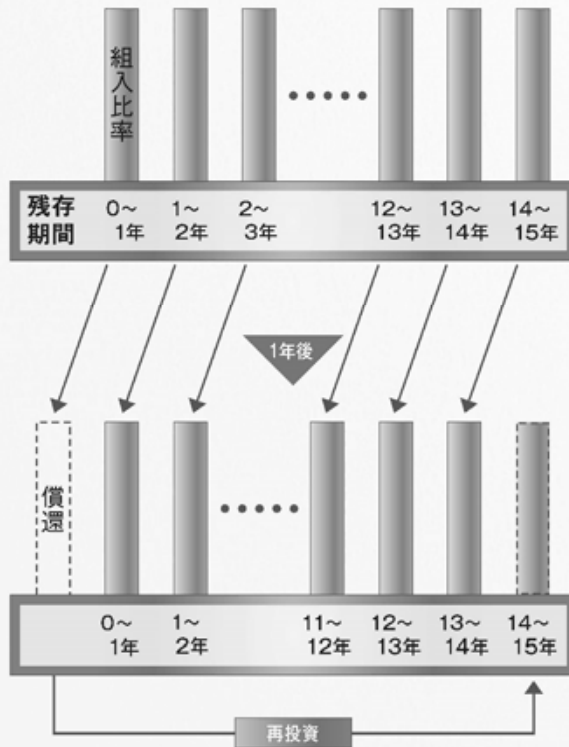 組入比率
残存期間
0〜1年
1〜2年
2〜3年
12〜13年
13〜14年
14〜15年
1年後
償還
0〜1年
1〜2年
11〜12年
12〜13年
13〜14年
14〜15年
再投資